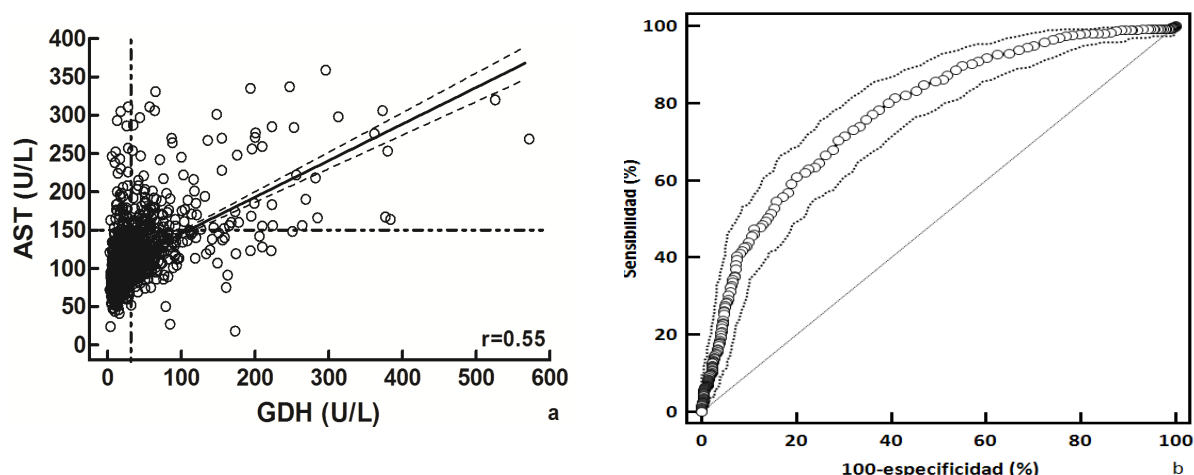 400
350
300
250
200
150
100
50
0
AST (U/L)
r=0.55
0 100 200 300 400 500 600
GDH (U/L)
a
100
80
60
40
20
0
Sensibilidad (%)
0 20 40 60 80 100
100-especificidad (%)
b